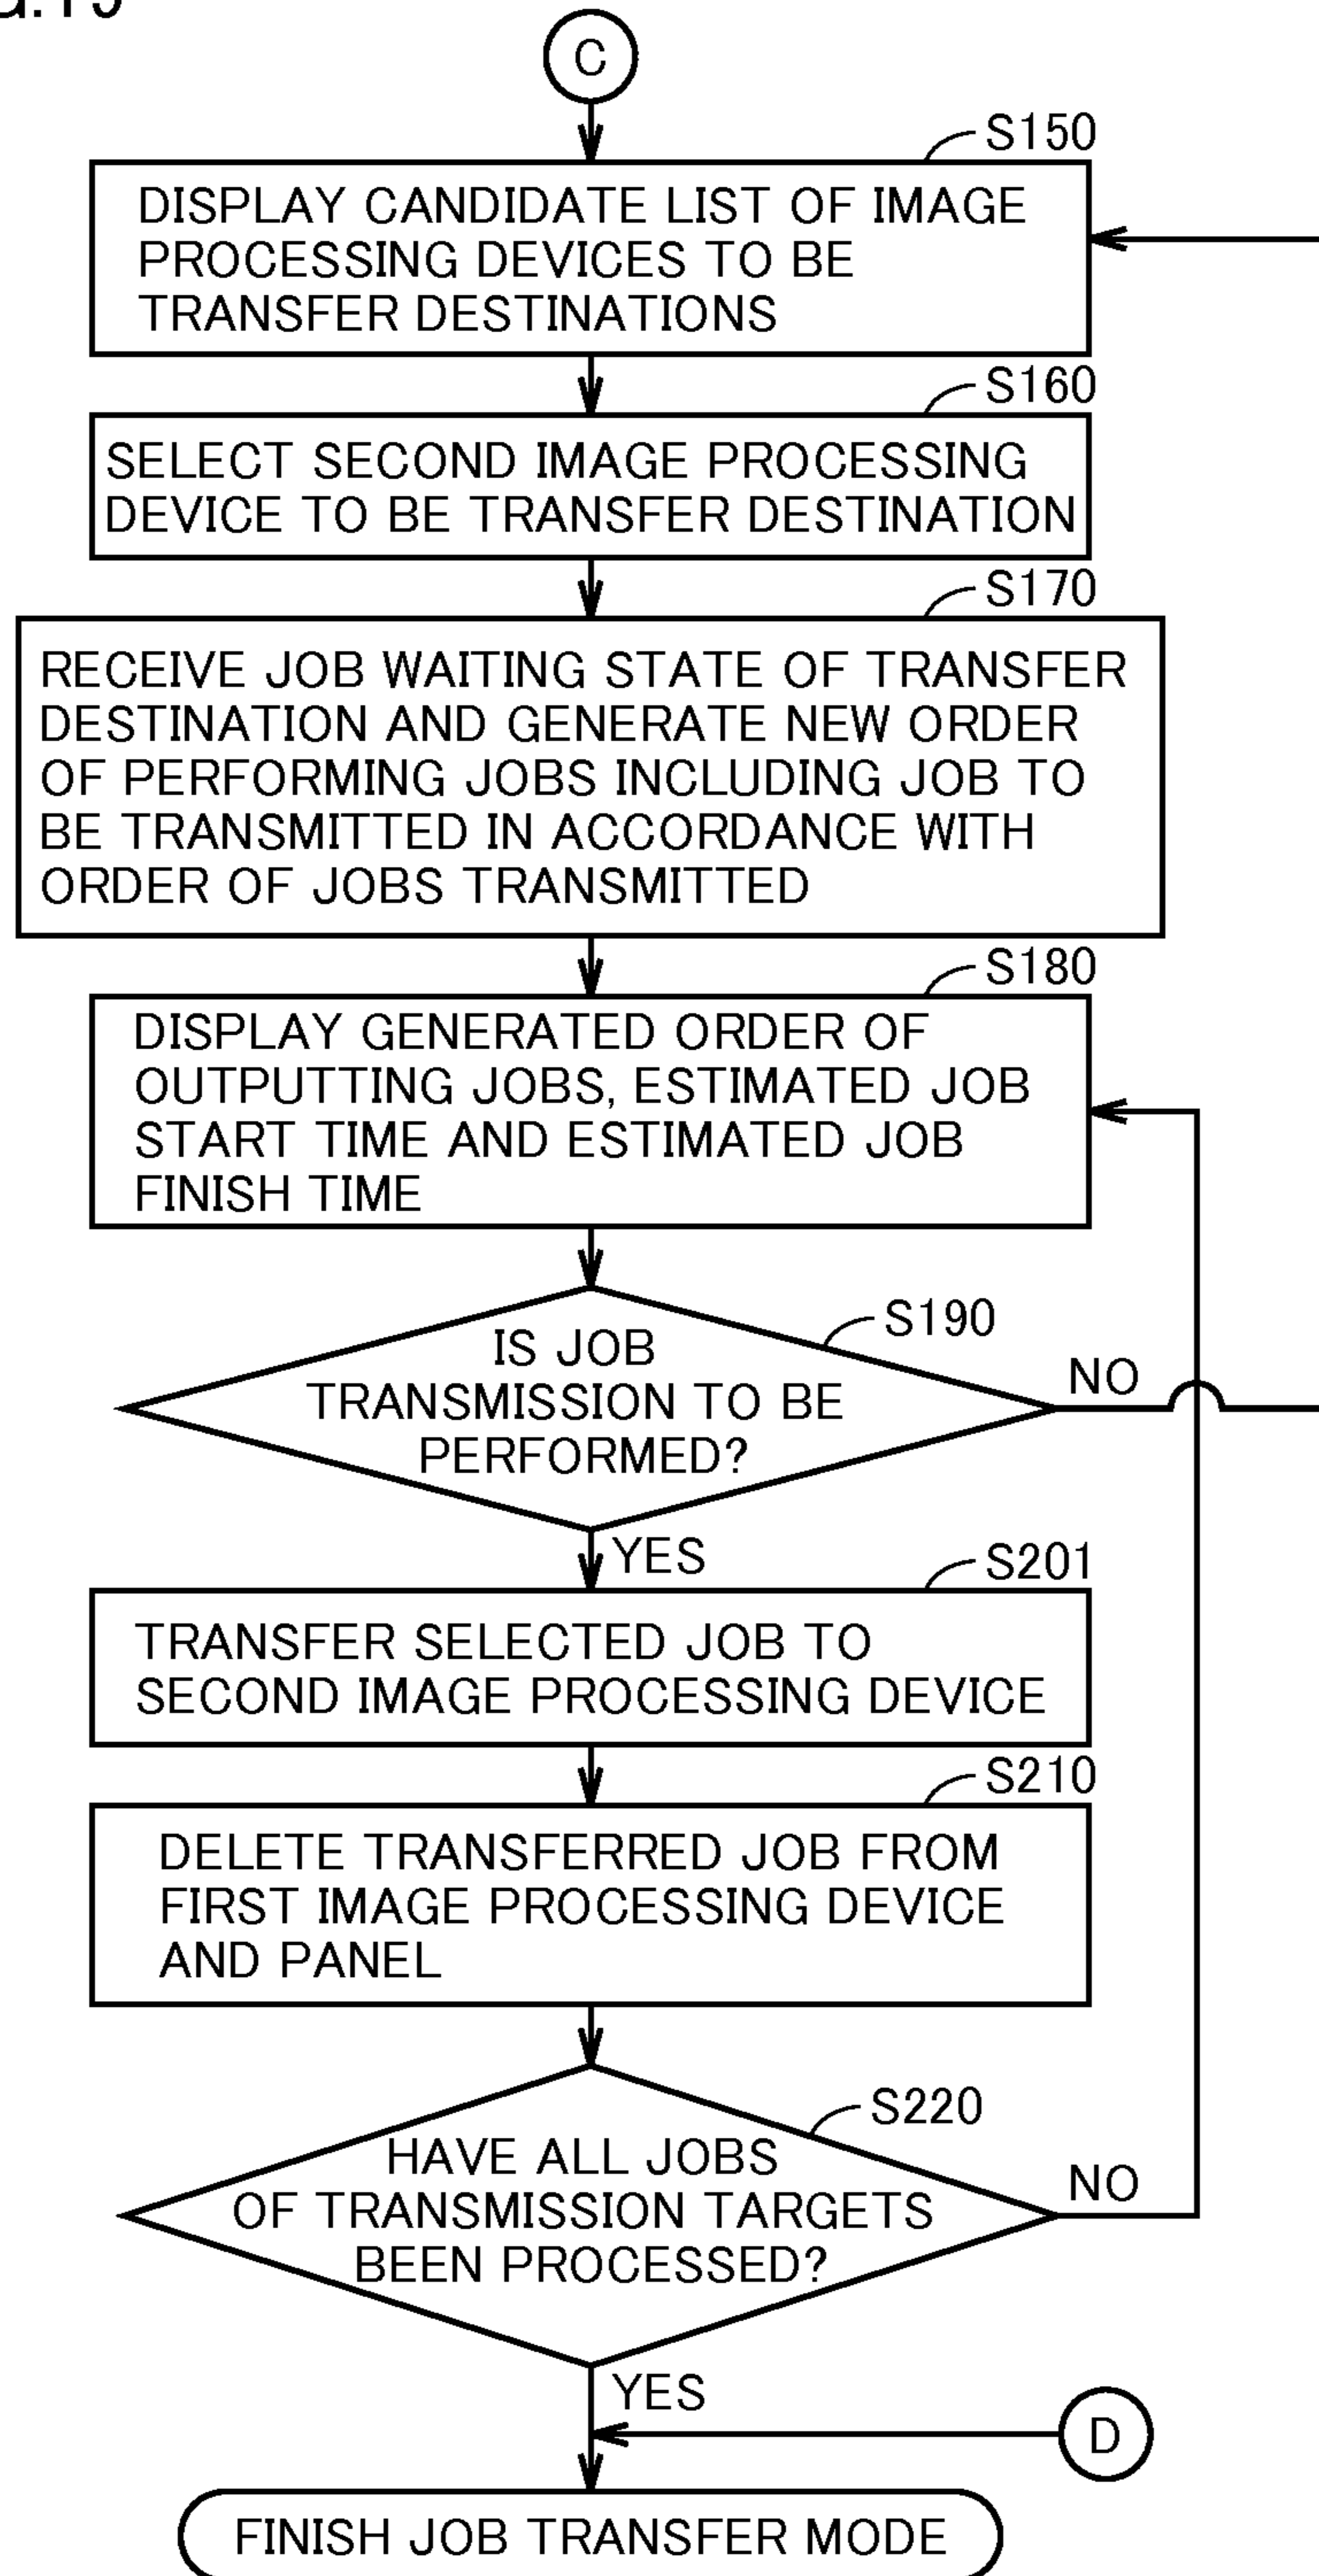 C
S150
DISPLAY CANDIDATE LIST OF IMAGE
PROCESSING DEVICES TO BE
TRANSFER DESTINATIONS
S160
SELECT SECOND IMAGE PROCESSING
DEVICE TO BE TRANSFER DESTINATION
S170
RECEIVE JOB WAITING STATE OF TRANSFER
DESTINATION AND GENERATE NEW ORDER
OF PERFORMING JOBS INCLUDING JOB TO
BE TRANSMITTED IN ACCORDANCE WITH
ORDER OF JOBS TRANSMITTED
S180
DISPLAY GENERATED ORDER OF
OUTPUTTING JOBS, ESTIMATED JOB
START TIME AND ESTIMATED JOB
FINISH TIME
S190
IS JOB
TRANSMISSION TO BE
PERFORMED?
NO
YES
S201
TRANSFER SELECTED JOB TO
SECOND IMAGE PROCESSING DEVICE
S210
DELETE TRANSFERRED JOB FROM
FIRST IMAGE PROCESSING DEVICE
AND PANEL
S220
HAVE ALL JOBS
OF TRANSMISSION TARGETS
BEEN PROCESSED?
NO
YES
D
FINISH JOB TRANSFER MODE